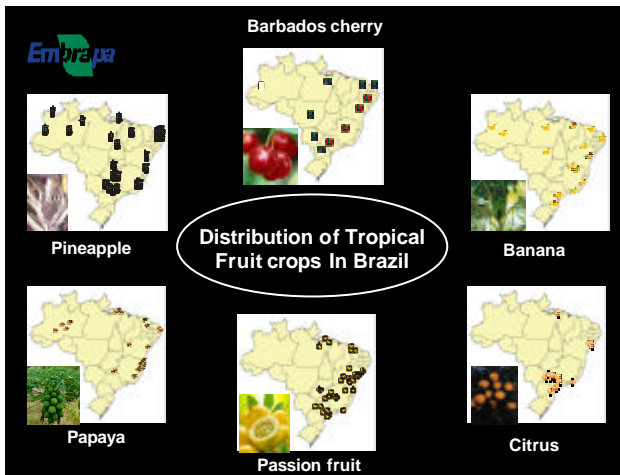 Embrapa
Barbados cherry
Pineapple
Distribution of Tropical
Fruit crops In Brazil
Banana
Papaya
Passion fruit
Citrus